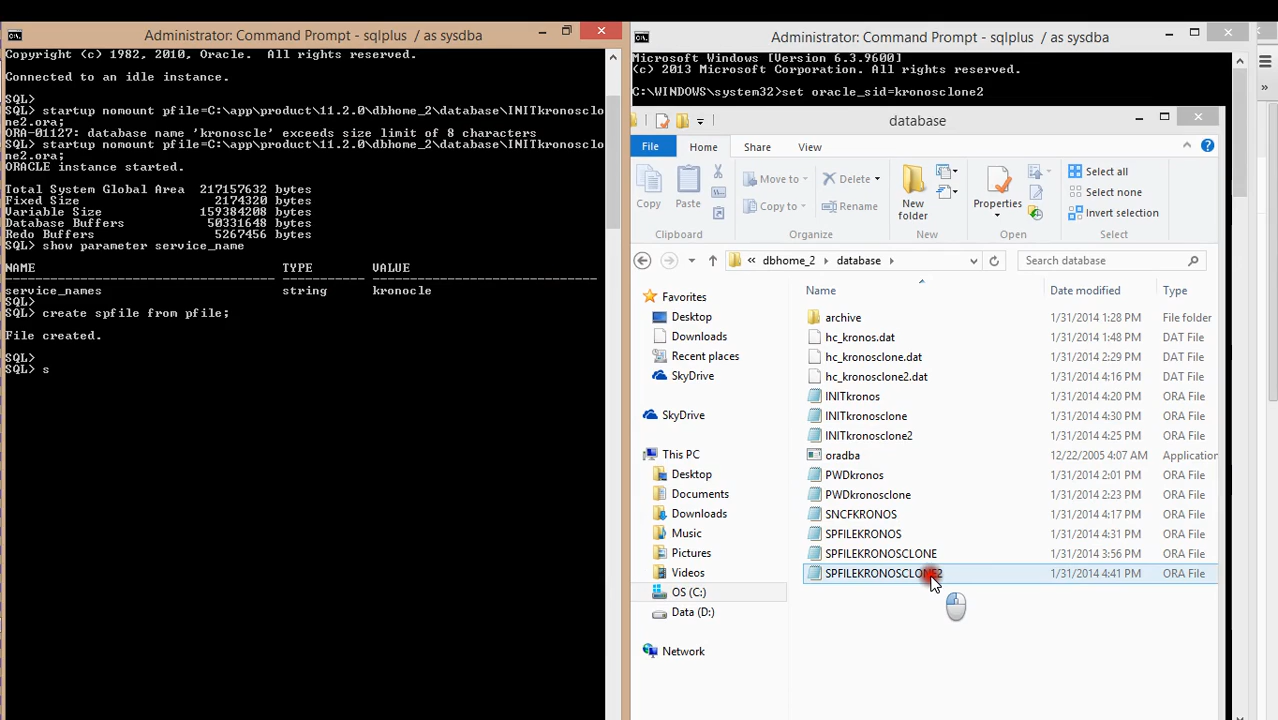 Administrator: Command Prompt - sqlplus / as sysdba
Copyright (c) 1982, 2010, Oracle. All rights reserved.
Connected to an idle instance.
SQL>
SQL> startup nomount pfile=C:\app\product\11.2.0\dbhome_2\database\INITkronosclo
ne2.ora;
ORA-01127: database name 'kronoscle' exceeds size limit of 8 characters
SQL> startup nomount pfile=C:\app\product\11.2.0\dbhome_2\database\INITkronosclo
ne2.ora;
ORACLE instance started.
Total System Global Area 217157632 bytes
Fixed Size 2174320 bytes
Variable Size 159384208 bytes
Database Buffers 50331648 bytes
Redo Buffers 5267456 bytes
SQL> show parameter service_name
NAME TYPE VALUE
------------------------------------ ----------- ------------------------------
service_names string kronocle
SQL>
SQL> create spfile from pfile;
File created.
SQL>
SQL> s
Administrator: Command Prompt - sqlplus / as sysdba
Microsoft Windows [Version 6.3.9600]
(c) 2013 Microsoft Corporation. All rights reserved.
C:\WINDOWS\system32>set oracle_sid=kronosclone2
database
File Home Share View
Copy
Paste
Move to
Copy to
Delete
Rename
New
folder
Properties
Select all
Select none
Invert selection
Clipboard Organize New Open Select
« dbhome_2 database
Search database
Favorites
Desktop
Downloads
Recent places
SkyDrive
SkyDrive
This PC
Desktop
Documents
Downloads
Music
Pictures
Videos
OS (C:)
Data (D:)
Network
Name Date modified Type
archive 1/31/2014 1:28 PM File folder
hc_kronos.dat 1/31/2014 1:48 PM DAT File
hc_kronosclone.dat 1/31/2014 2:29 PM DAT File
hc_kronosclone2.dat 1/31/2014 4:16 PM DAT File
INITkronos 1/31/2014 4:20 PM ORA File
INITkronosclone 1/31/2014 4:30 PM ORA File
INITkronosclone2 1/31/2014 4:25 PM ORA File
oradba 12/22/2005 4:07 AM Application
PWDkronos 1/31/2014 2:01 PM ORA File
PWDkronosclone 1/31/2014 2:23 PM ORA File
SNCFKRONOS 1/31/2014 4:17 PM ORA File
SPFILEKRONOS 1/31/2014 4:31 PM ORA File
SPFILEKRONOSCLONE 1/31/2014 3:56 PM ORA File
SPFILEKRONOSCLONE2 1/31/2014 4:41 PM ORA File